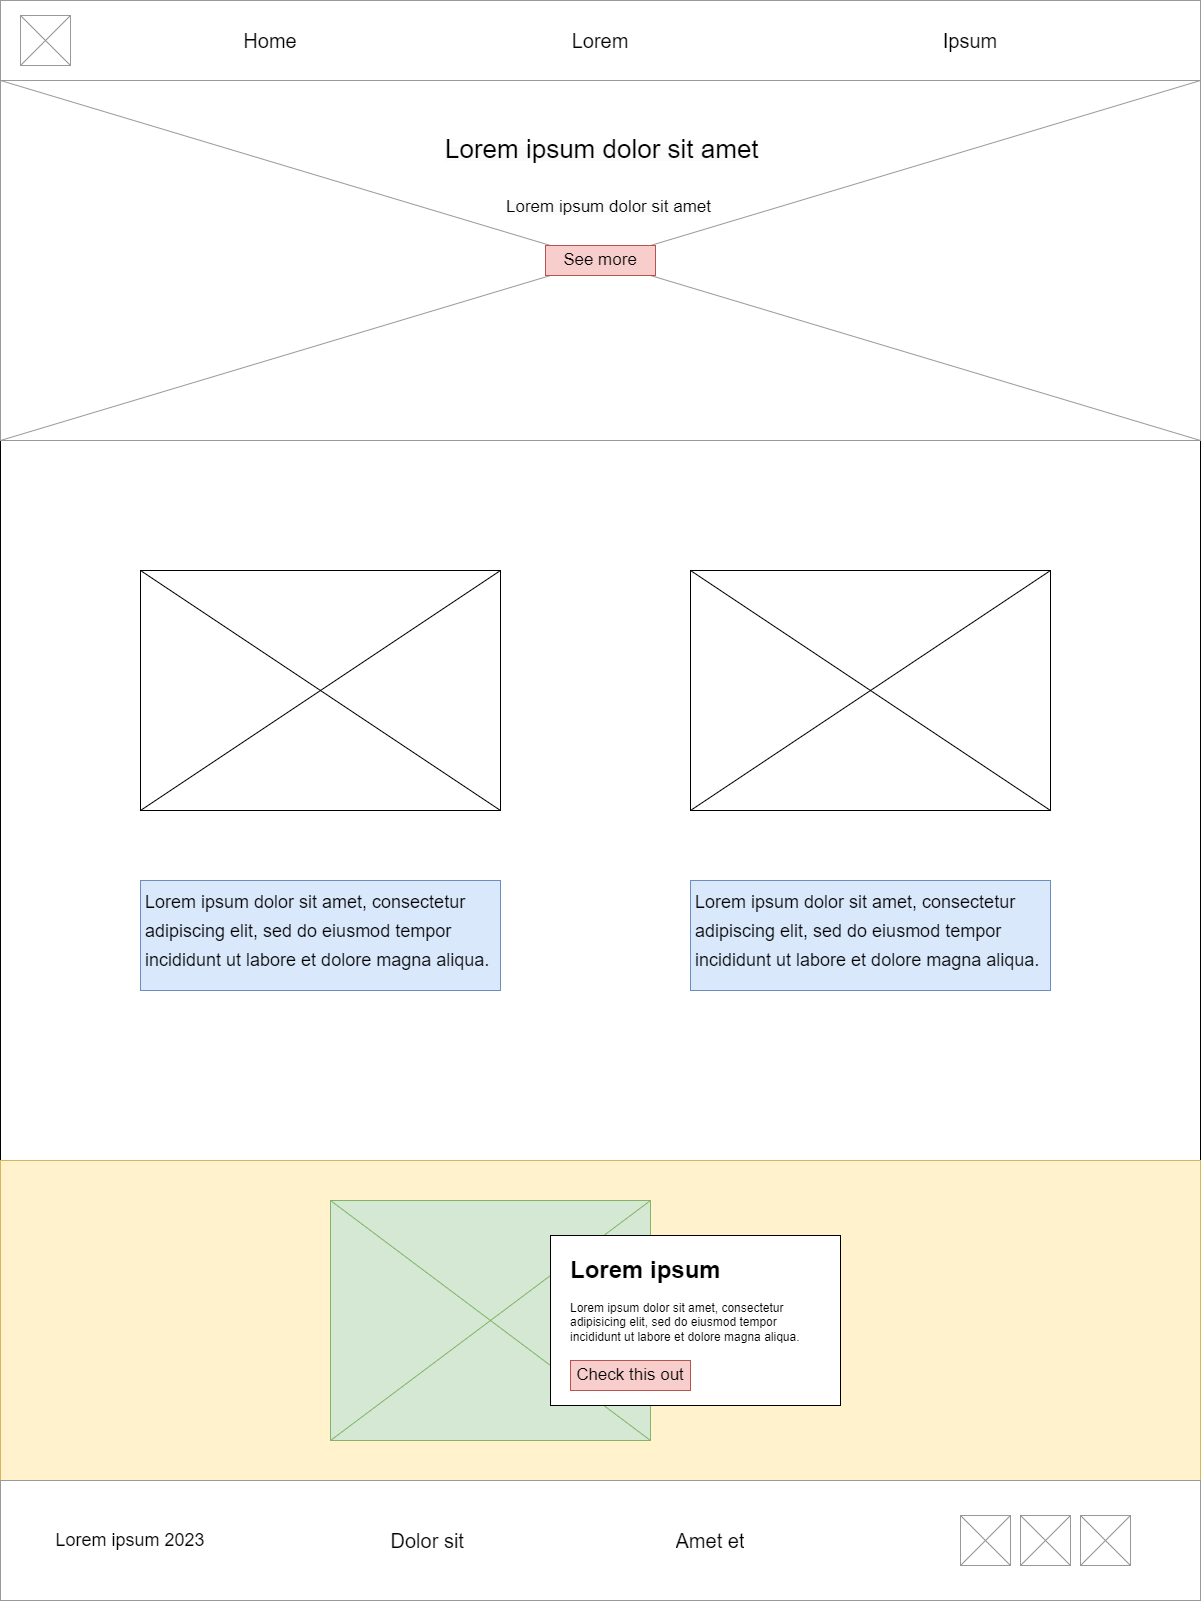 Home
Lorem
Ipsum
Lorem ipsum dolor sit amet
Lorem ipsum dolor sit amet
See more
Lorem ipsum dolor sit amet, consectetur
adipiscing elit, sed do eiusmod tempor
incididunt ut labore et dolore magna aliqua.
Lorem ipsum dolor sit amet, consectetur
adipiscing elit, sed do eiusmod tempor
incididunt ut labore et dolore magna aliqua.
Lorem ipsum
Lorem ipsum dolor sit amet, consectetur
adipisicing elit, sed do eiusmod tempor
incididunt ut labore et dolore magna aliqua.
Check this out
Lorem ipsum 2023
Dolor sit
Amet et